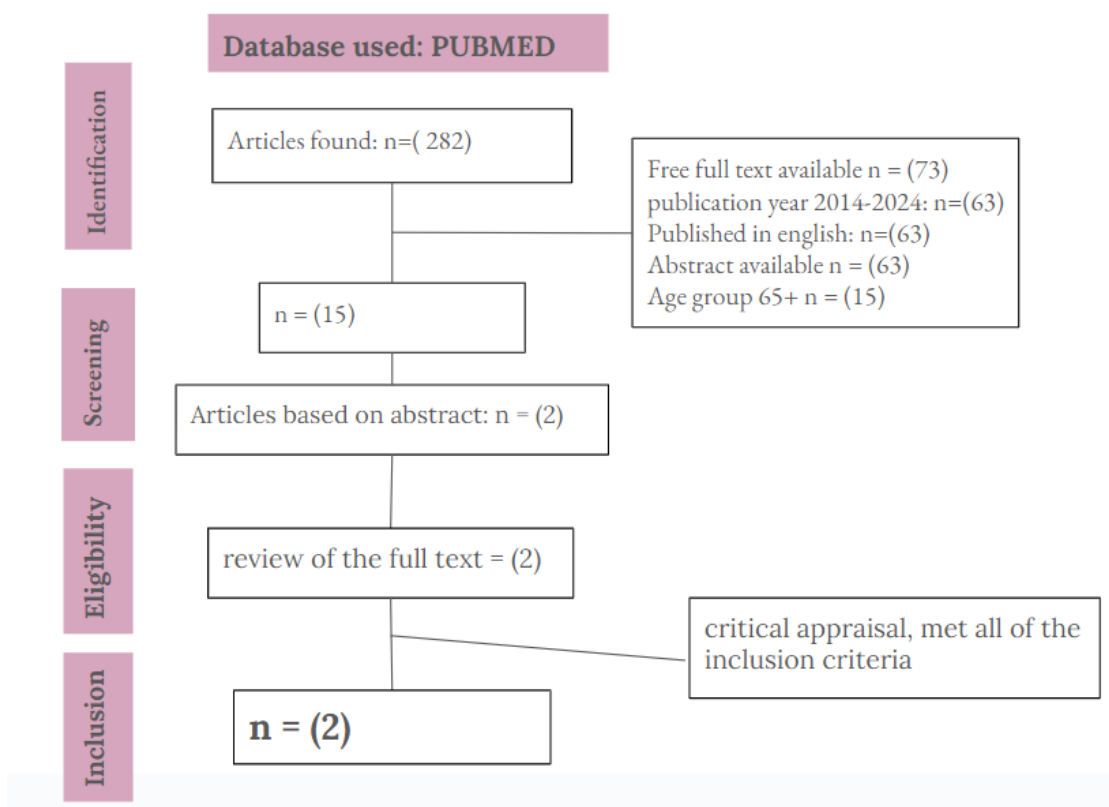 Database used: PUBMED
Identification
Articles found: n=( 282)
Free full text available n = (73)
publication year 2014-2024: n=(63)
Published in english: n=(63)
Abstract available n = (63)
Age group 65+ n = (15)
Screening
n = (15)
Articles based on abstract: n = (2)
Eligibility
review of the full text = (2)
critical appraisal, met all of the
inclusion criteria
Inclusion
n = (2)